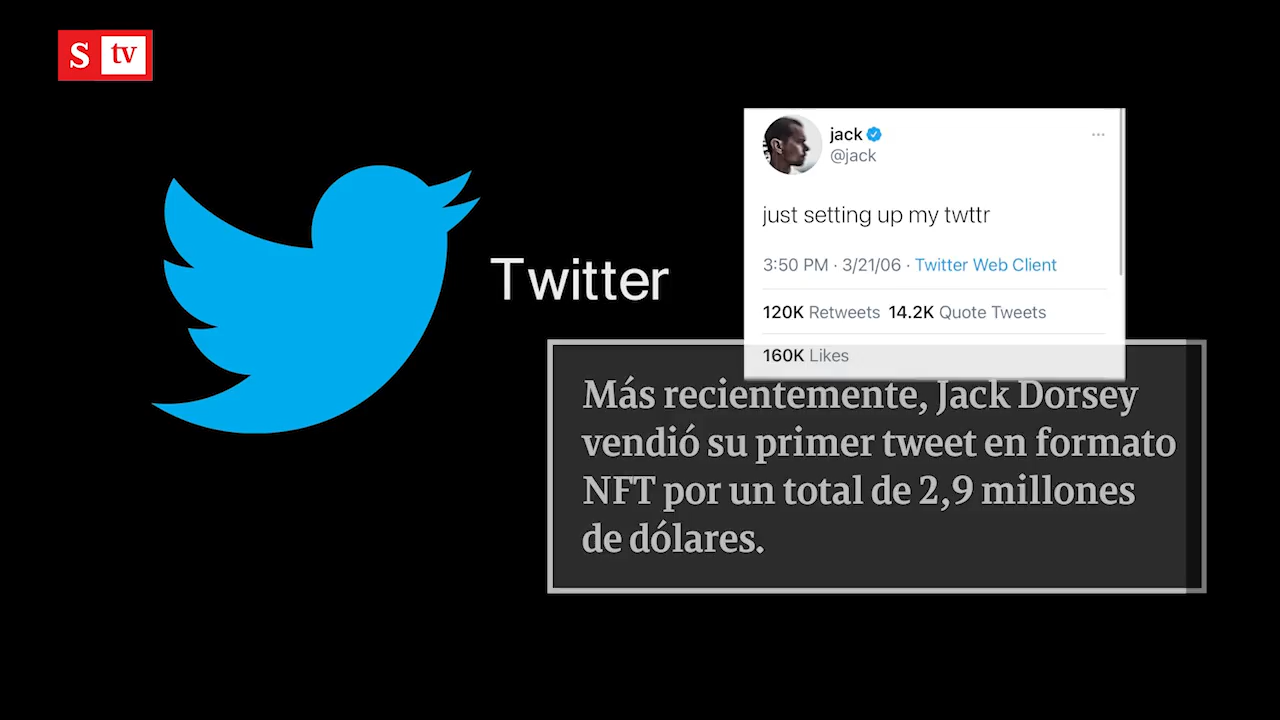 S tv
Twitter
jack
@jack
just setting up my twttr
3:50 PM · 3/21/06 · Twitter Web Client
120K Retweets 14.2K Quote Tweets
160K Likes
Más recientemente, Jack Dorsey
vendió su primer tweet en formato
NFT por un total de 2,9 millones
de dólares.